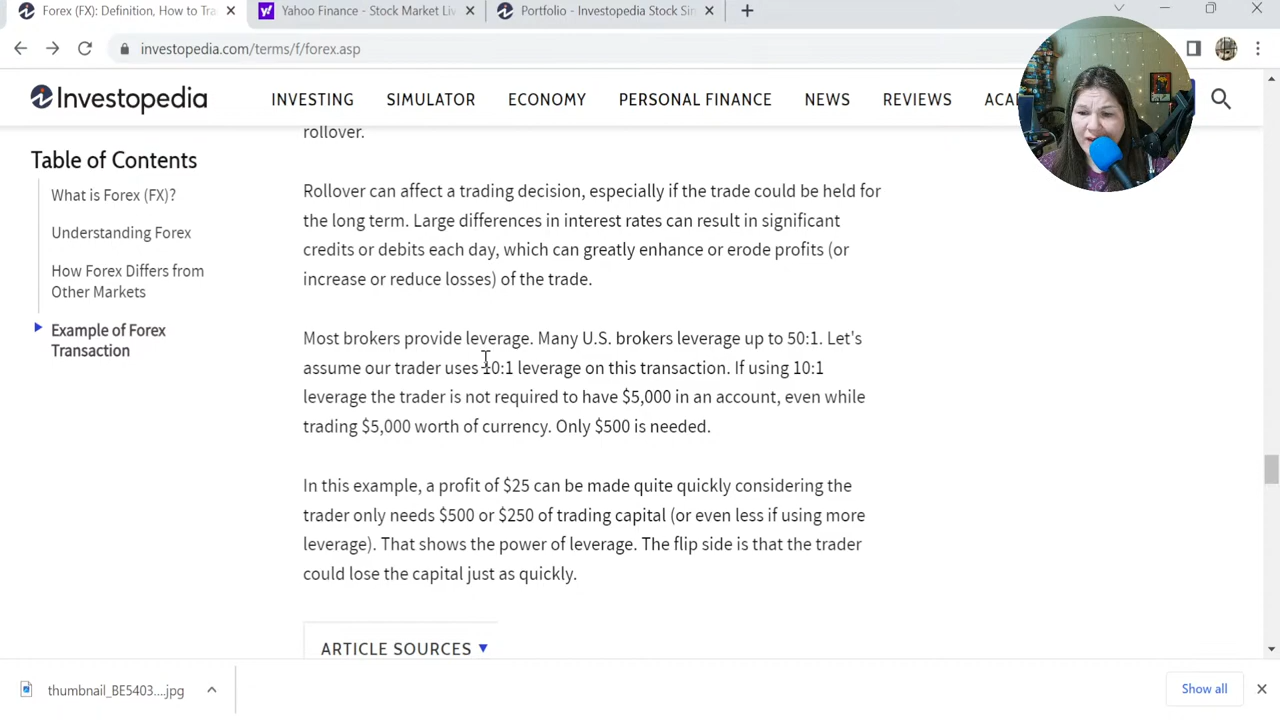 Forex (FX): Definition, How to Tra
Yahoo Finance - Stock Market Liv
Portfolio - Investopedia Stock Sim
investopedia.com/terms/f/forex.asp
Investopedia
INVESTING
SIMULATOR
ECONOMY
PERSONAL FINANCE
NEWS
REVIEWS
ACA
Table of Contents
What is Forex (FX)?
Understanding Forex
How Forex Differs from
Other Markets
Example of Forex
Transaction
rollover.
Rollover can affect a trading decision, especially if the trade could be held for
the long term. Large differences in interest rates can result in significant
credits or debits each day, which can greatly enhance or erode profits (or
increase or reduce losses) of the trade.
Most brokers provide leverage. Many U.S. brokers leverage up to 50:1. Let's
assume our trader uses 10:1 leverage on this transaction. If using 10:1
leverage the trader is not required to have $5,000 in an account, even while
trading $5,000 worth of currency. Only $500 is needed.
In this example, a profit of $25 can be made quite quickly considering the
trader only needs $500 or $250 of trading capital (or even less if using more
leverage). That shows the power of leverage. The flip side is that the trader
could lose the capital just as quickly.
ARTICLE SOURCES
thumbnail_BE5403....jpg
Show all